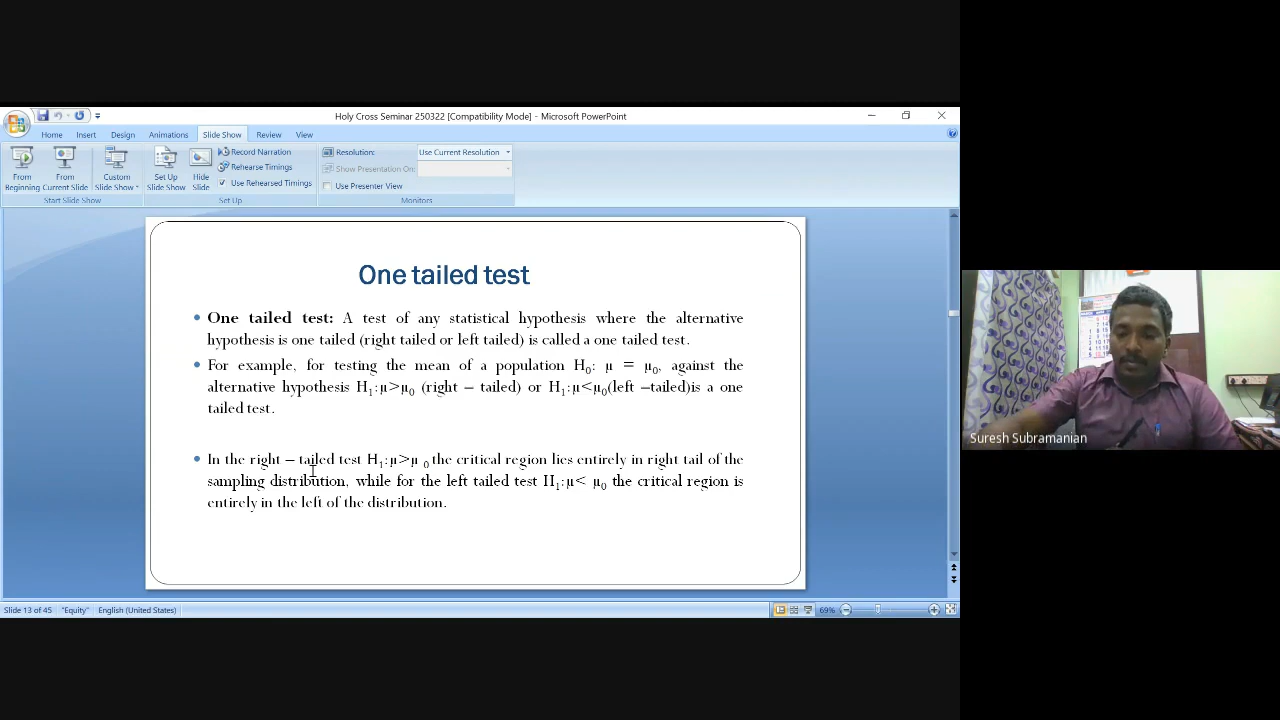 Holy Cross Seminar 250322 [Compatibility Mode] - Microsoft PowerPoint
Home Insert Design Animations Slide Show Review View
From Beginning
From Current Slide
Custom Slide Show
Start Slide Show
Set Up Slide Show
Hide Slide
Record Narration
Rehearse Timings
Use Rehearsed Timings
Set Up
Resolution: Use Current Resolution
Show Presentation On:
Use Presenter View
Monitors
One tailed test
• One tailed test: A test of any statistical hypothesis where the alternative
hypothesis is one tailed (right tailed or left tailed) is called a one tailed test.
• For example, for testing the mean of a population H₀: µ = µ₀, against the
alternative hypothesis H₁:µ>µ₀ (right – tailed) or H₁:µ<µ₀(left –tailed)is a one
tailed test.
• In the right – tailed test H₁:µ>µ ₀ the critical region lies entirely in right tail of the
sampling distribution, while for the left tailed test H₁:µ< µ₀ the critical region is
entirely in the left of the distribution.
Slide 13 of 45 "Equity" English (United States) 69%
Suresh Subramanian